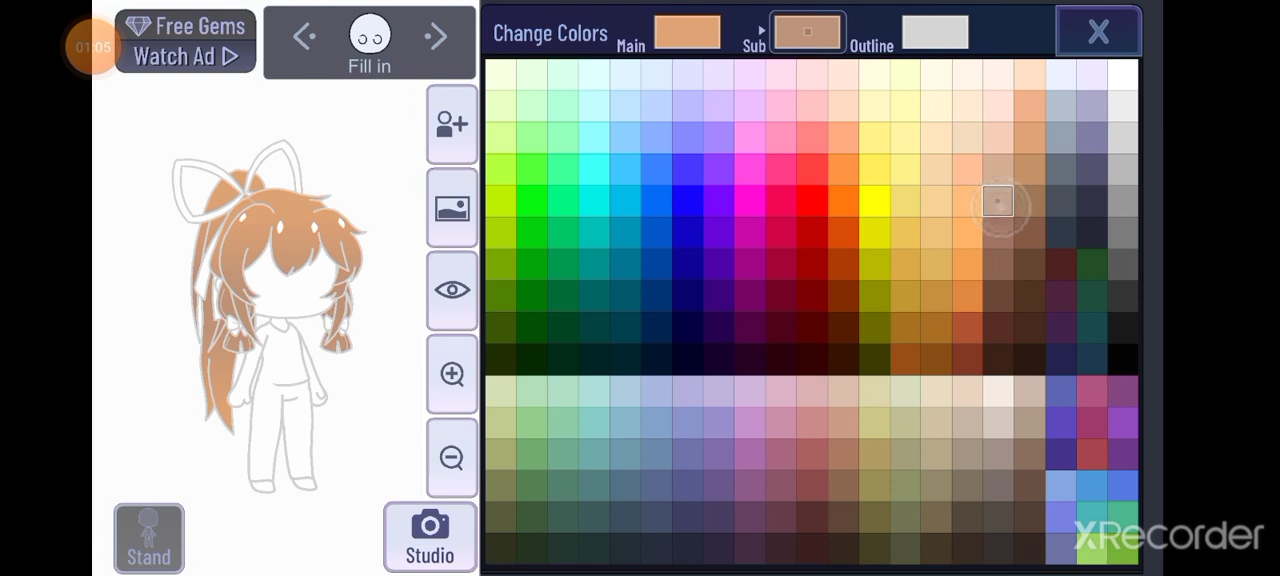 01:05
Free Gems
Watch Ad
Fill in
Change Colors
Main
Sub
Outline
X
Stand
Studio
XRecorder